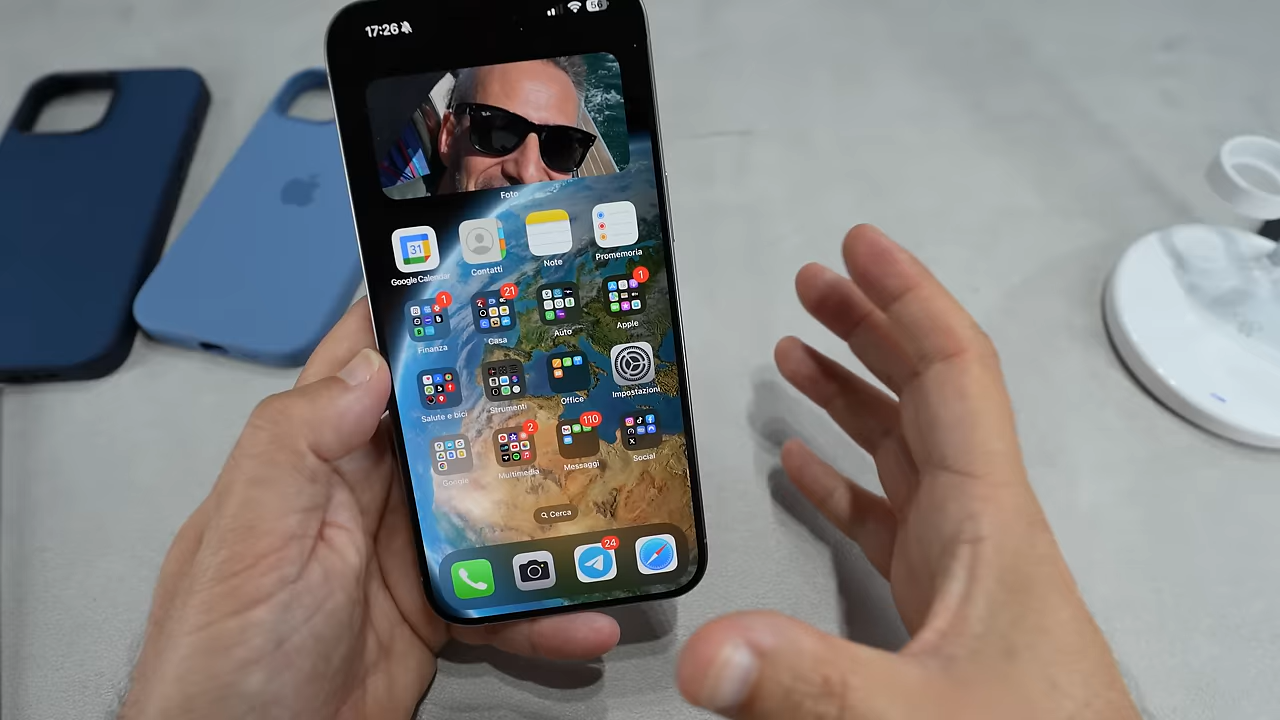 17:26
56
Foto
31
Google Calendar
Contatti
Note
Promemoria
1
21
1
Finanza
Casa
Auto
Apple
Salute e bici
Strumenti
Office
Impostazioni
2
110
Google
Multimedia
Messaggi
Social
Cerca
24